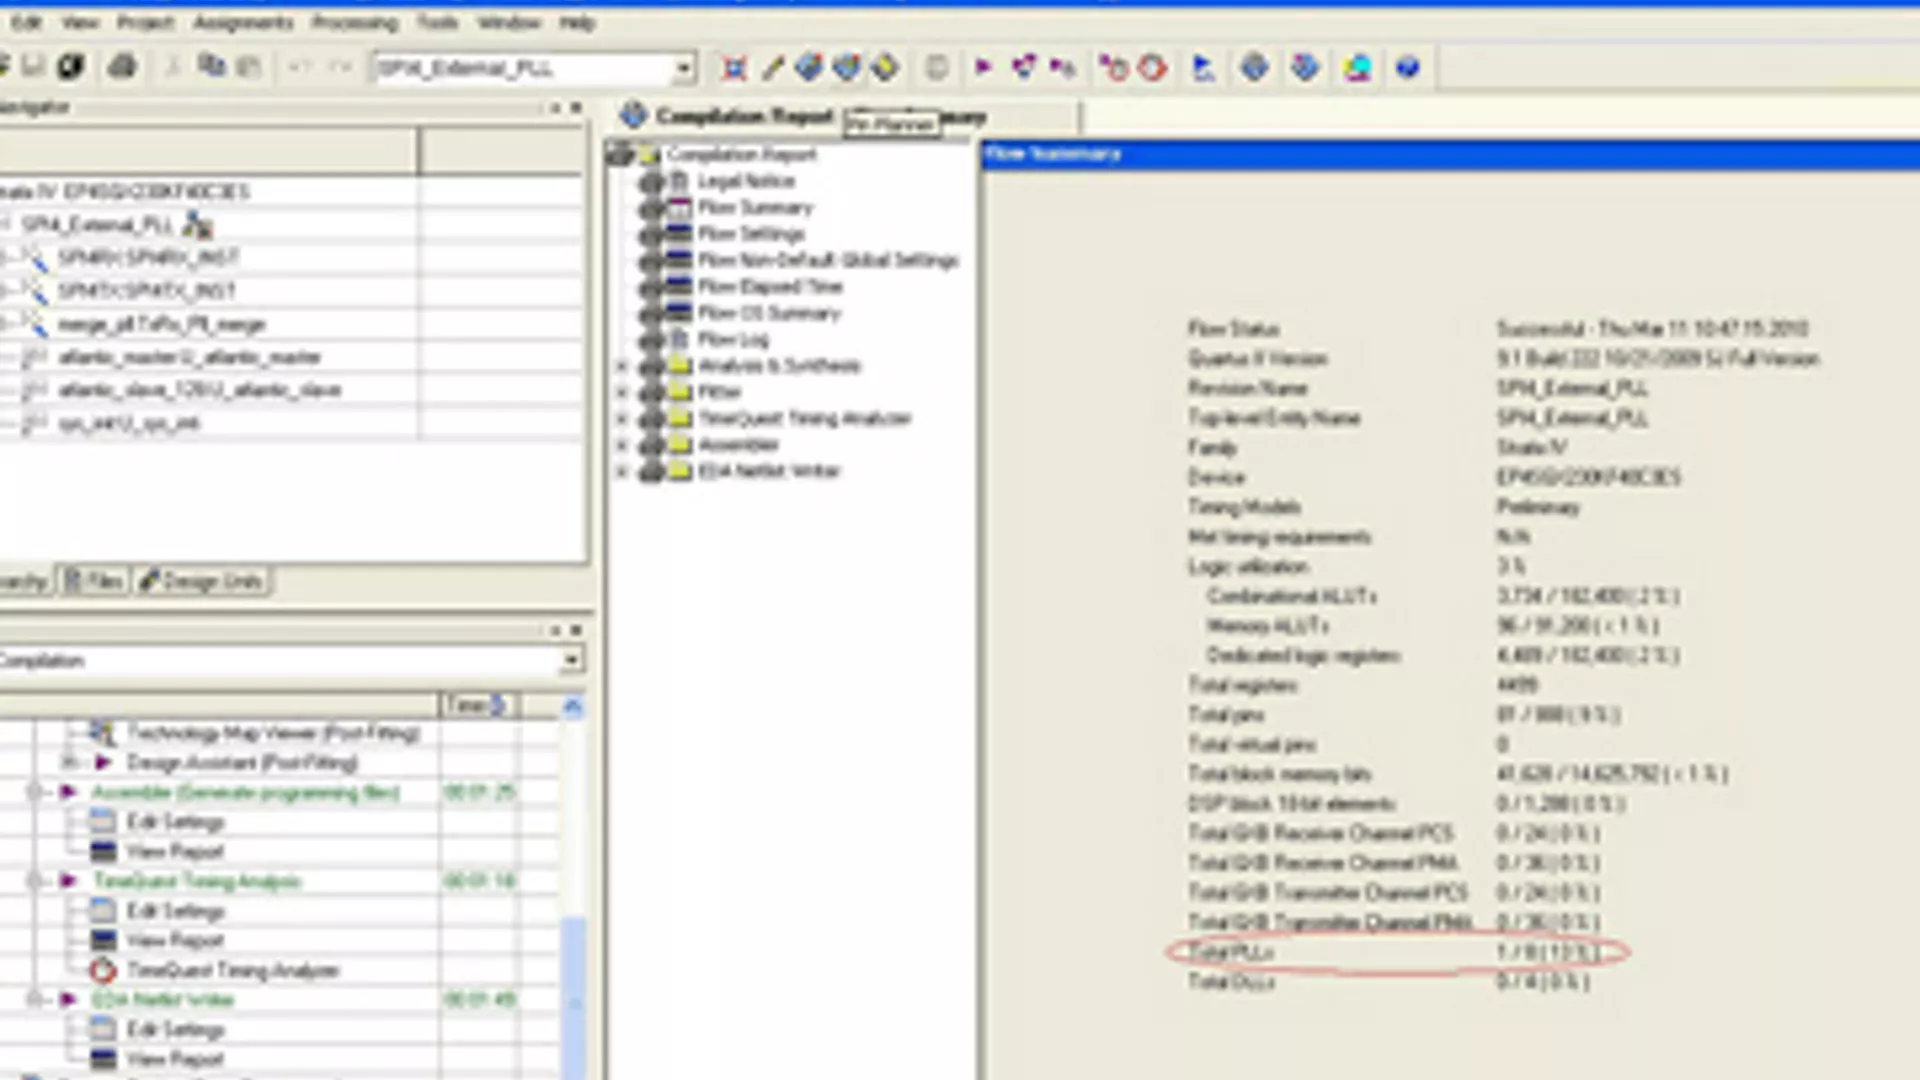 Edit View Project Assignments Processing Tools Window Help
SPI4_External_PLL
Navigator
Compilation Report
Pin Planner
Stratix IV: EP4SGX230KF40C3ES
SPI4_External_PLL
SPI4Rx:SPI4Rx_INST
SPI4TX:SPI4TX_INST
merge_pll:TxRx_Pll_merge
atlantic_master:U_atlantic_master
atlantic_slave_128:U_atlantic_slave
Files
Design Units
Compilation
Time
Technology Map Viewer (Post-Fitting)
Design Assistant (Post-Fitting)
Assembler (Generate programming files) 00:01:25
Edit Settings
View Report
TimeQuest Timing Analysis 00:01:18
Edit Settings
View Report
TimeQuest Timing Analyzer
EDA Netlist Writer 00:01:49
Edit Settings
View Report
Compilation Report
Legal Notice
Flow Summary
Flow Settings
Flow Non-Default Global Settings
Flow Elapsed Time
Flow OS Summary
Flow Log
Analysis & Synthesis
Fitter
TimeQuest Timing Analyzer
Assembler
EDA Netlist Writer
Flow Summary
Flow Status Successful - Thu Mar 11 10:47:15 2010
Quartus II Version 9.1 Build 222 10/21/2009 SJ Full Version
Revision Name SPI4_External_PLL
Top-level Entity Name SPI4_External_PLL
Family Stratix IV
Device EP4SGX230KF40C3ES
Timing Models Preliminary
Met timing requirements N/A
Logic utilization 3 %
Combinational ALUTs 3,734 / 182,400 ( 2 % )
Memory ALUTs 96 / 91,200 ( < 1 % )
Dedicated logic registers 4,489 / 182,400 ( 2 % )
Total registers
Total pins 81 / 888 ( 9 % )
Total virtual pins 0
Total block memory bits 41,628 / 14,625,792 ( < 1 % )
DSP block 18-bit elements 0 / 1,288 ( 0 % )
Total GXB Receiver Channel PCS 0 / 24 ( 0 % )
Total GXB Receiver Channel PMA 0 / 36 ( 0 % )
Total GXB Transmitter Channel PCS 0 / 24 ( 0 % )
Total GXB Transmitter Channel PMA 0 / 36 ( 0 % )
Total PLLs 1 / 8 ( 13 % )
Total DLLs 0 / 4 ( 0 % )